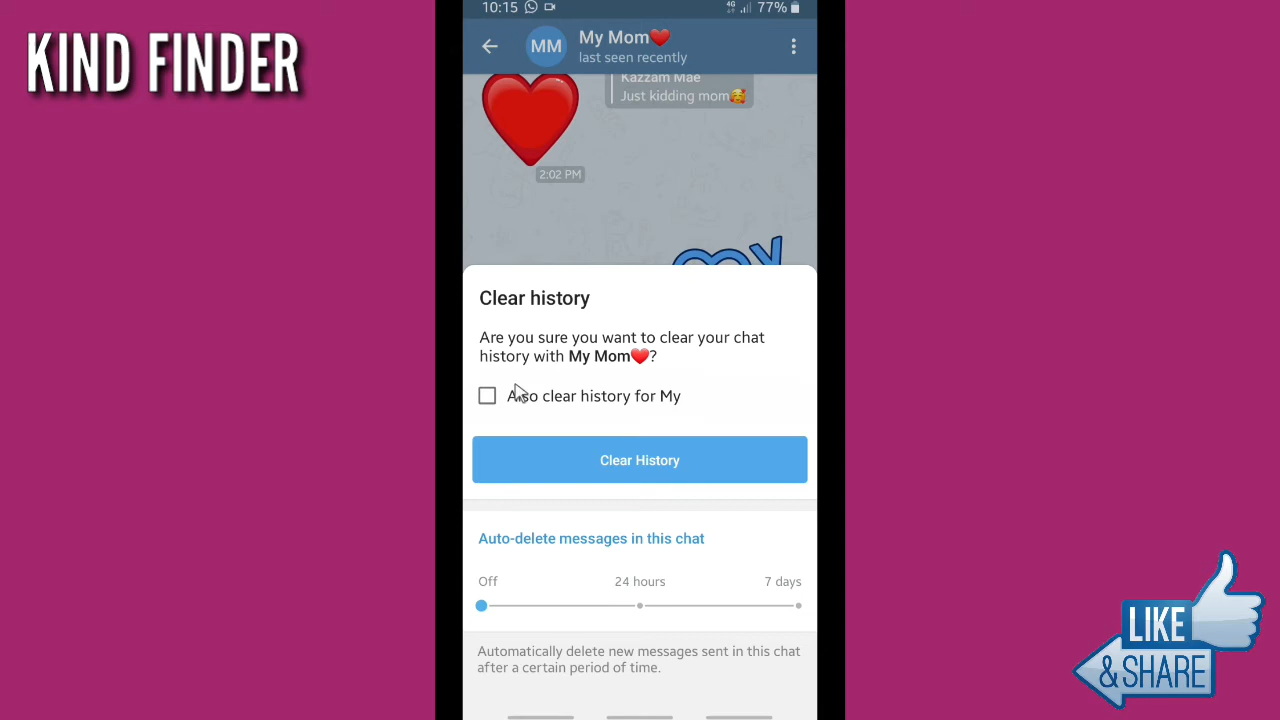 KIND FINDER
10:15
4G
77%
MM
My Mom❤️
last seen recently
Kazzam Mae
Just kidding mom🥰
2:02 PM
my
Clear history
Are you sure you want to clear your chat
history with My Mom❤️?
Also clear history for My
Clear History
Auto-delete messages in this chat
Off
24 hours
7 days
Automatically delete new messages sent in this chat
after a certain period of time.
LIKE
& SHARE